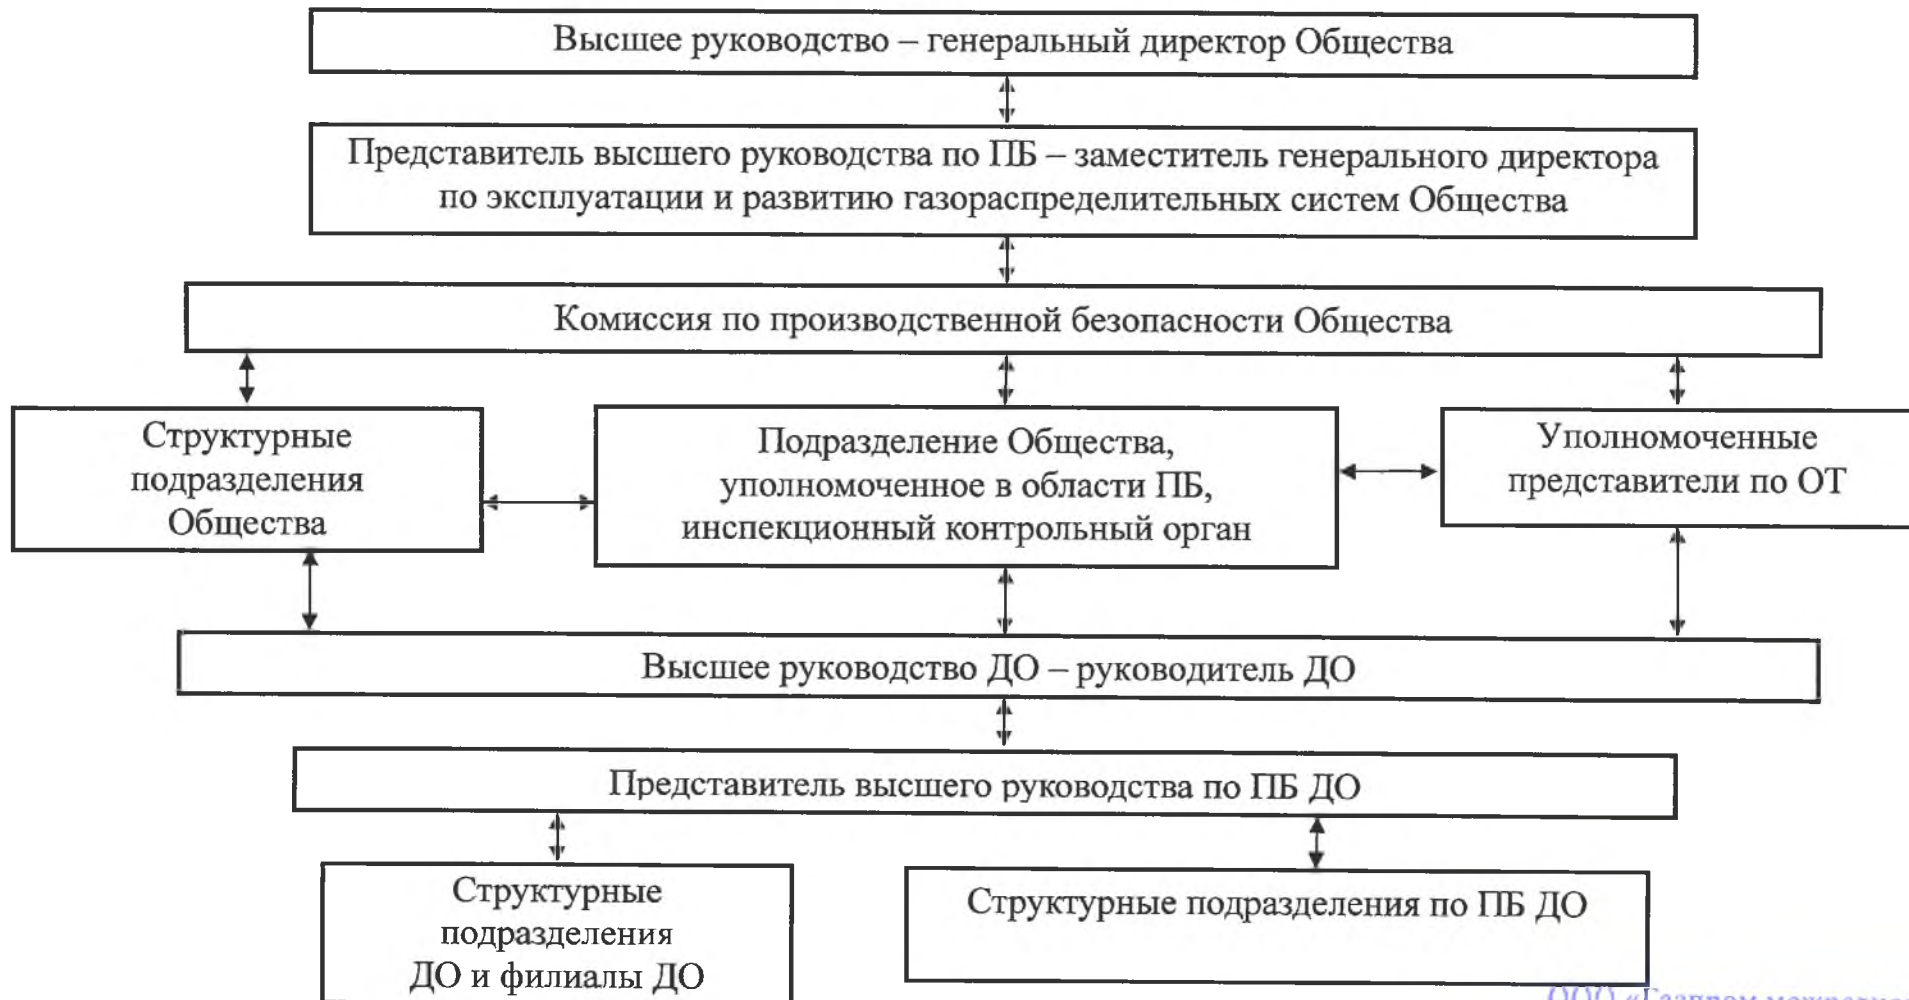 Высшее руководство – генеральный директор Общества
Представитель высшего руководства по ПБ – заместитель генерального директора
по эксплуатации и развитию газораспределительных систем Общества
Комиссия по производственной безопасности Общества
Структурные
подразделения
Общества
Подразделение Общества,
уполномоченное в области ПБ,
инспекционный контрольный орган
Уполномоченные
представители по ОТ
Высшее руководство ДО – руководитель ДО
Представитель высшего руководства по ПБ ДО
Структурные
подразделения
ДО и филиалы ДО
Структурные подразделения по ПБ ДО
ООО «Газпром